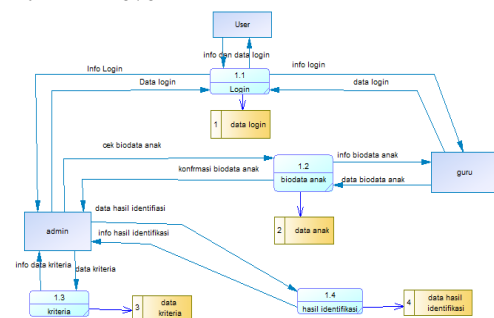 User
info dan data login
Info Login
info login
1.1
Login
Data login
data login
1 data login
cek biodata anak
1.2
biodata anak
info biodata anak
konfrmasi biodata anak
data biodata anak
guru
2 data anak
data hasil identifiasi
admin
info hasil identifikasi
info data kriteria
data kriteria
1.3
kriteria
3 data
kriteria
1.4
hasil identifikasi
4 data hasil
identifikasi